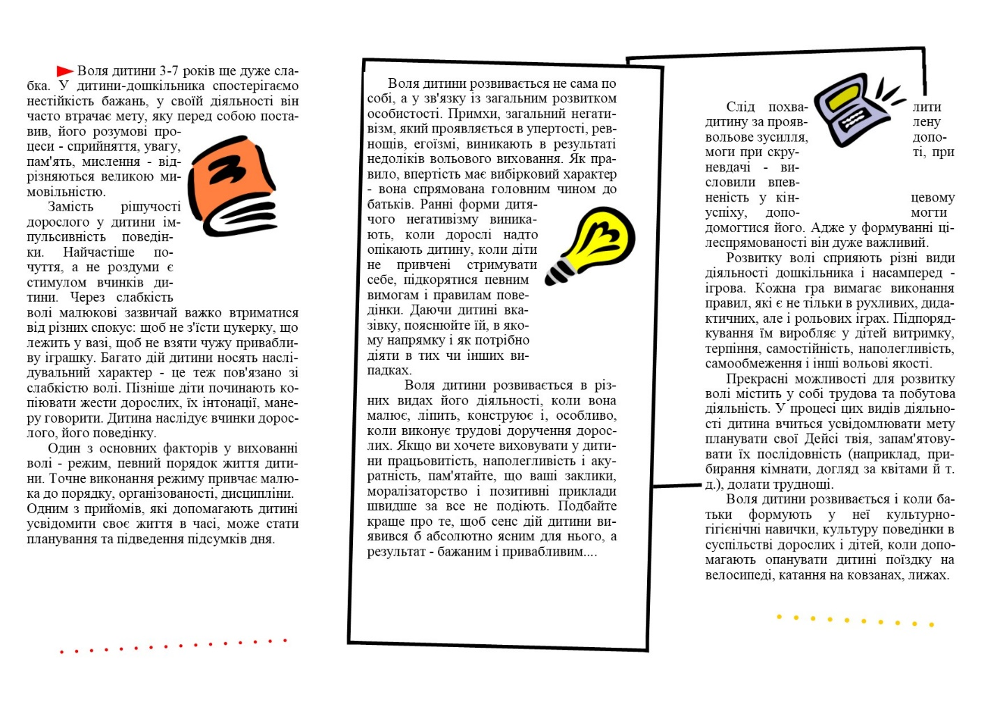 Воля дитини 3-7 років ще дуже сла-
бка. У дитини-дошкільника спостерігаємо
нестійкість бажань, у своїй діяльності він
часто втрачає мету, яку перед собою поста-
вив, його розумові про-
цеси - сприйняття, увагу,
пам'ять, мислення - від-
різняються великою ми-
мовільністю.
Замість рішучості
дорослого у дитини ім-
пульсивність поведін-
ки. Найчастіше по-
чуття, а не роздуми є
стимулом вчинків ди-
тини. Через слабкість
волі малюкові зазвичай важко втриматися
від різних спокус: щоб не з'їсти цукерку, що
лежить у вазі, щоб не взяти чужу привабли-
ву іграшку. Багато дій дитини носять наслі-
дувальний характер - це теж пов'язано зі
слабкістю волі. Пізніше діти починають ко-
піювати жести дорослих, їх інтонації, мане-
ру говорити. Дитина наслідує вчинки дорос-
лого, його поведінку.
Один з основних факторів у вихованні
волі - режим, певний порядок життя дити-
ни. Точне виконання режиму привчає малю-
ка до порядку, організованості, дисципліни.
Одним з прийомів, які допомагають дитині
усвідомити своє життя в часі, може стати
планування та підведення підсумків дня.
Воля дитини розвивається не сама по
собі, а у зв'язку із загальним розвитком
особистості. Примхи, загальний негати-
візм, який проявляється в упертості, рев-
нощів, егоїзмі, виникають в результаті
недоліків вольового виховання. Як пра-
вило, впертість має вибірковий характер
- вона спрямована головним чином до
батьків. Ранні форми дитя-
чого негативізму виника-
ють, коли дорослі надто
опікають дитину, коли діти
не привчені стримувати
себе, підкорятися певним
вимогам і правилам пове-
дінки. Даючи дитині вка-
зівку, пояснюйте їй, в яко-
му напрямку і як потрібно
діяти в тих чи інших ви-
падках.
Воля дитини розвивається в різ-
них видах його діяльності, коли вона
малює, ліпить, конструює і, особливо,
коли виконує трудові доручення дорос-
лих. Якщо ви хочете виховувати у дити-
ни працьовитість, наполегливість і аку-
ратність, пам'ятайте, що ваші заклики,
моралізаторство і позитивні приклади
швидше за все не подіють. Подбайте
краще про те, щоб сенс дій дитини ви-
явився б абсолютно ясним для нього, а
результат - бажаним і привабливим....
Слід похва- лити
дитину за прояв- лену
вольове зусилля, допо-
моги при скру- ті, при
невдачі - ви-
словили впев-
неність у кін- цевому
успіху, допо- могти
домогтися його. Адже у формуванні ці-
леспрямованості він дуже важливий.
Розвитку волі сприяють різні види
діяльності дошкільника і насамперед -
ігрова. Кожна гра вимагає виконання
правил, які є не тільки в рухливих, дида-
ктичних, але і рольових іграх. Підпоряд-
кування їм виробляє у дітей витримку,
терпіння, самостійність, наполегливість,
самообмеження і інші вольові якості.
Прекрасні можливості для розвитку
волі містить у собі трудова та побутова
діяльність. У процесі цих видів діяльно-
сті дитина вчиться усвідомлювати мету
планувати свої Дейсі твія, запам'ятову-
вати їх послідовність (наприклад, при-
бирання кімнати, догляд за квітами й т.
д.), долати труднощі.
Воля дитини розвивається і коли ба-
тьки формують у неї культурно-
гігієнічні навички, культуру поведінки в
суспільстві дорослих і дітей, коли допо-
магають опанувати дитині поїздку на
велосипеді, катання на ковзанах, лижах.